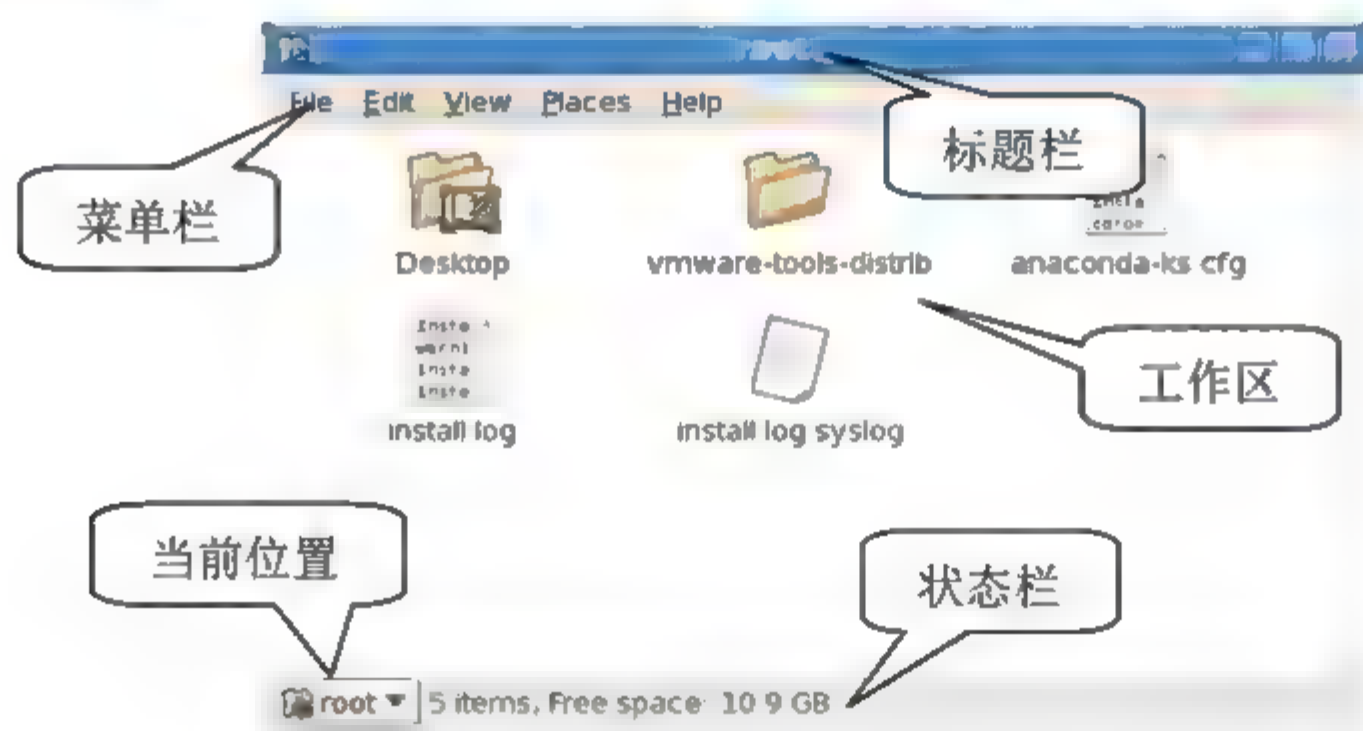 File Edit View Places Help
标题栏
菜单栏
Desktop
vmware-tools-distrib
anaconda-ks cfg
install log
install log syslog
工作区
当前位置
状态栏
root
5 items, Free space 10 9 GB